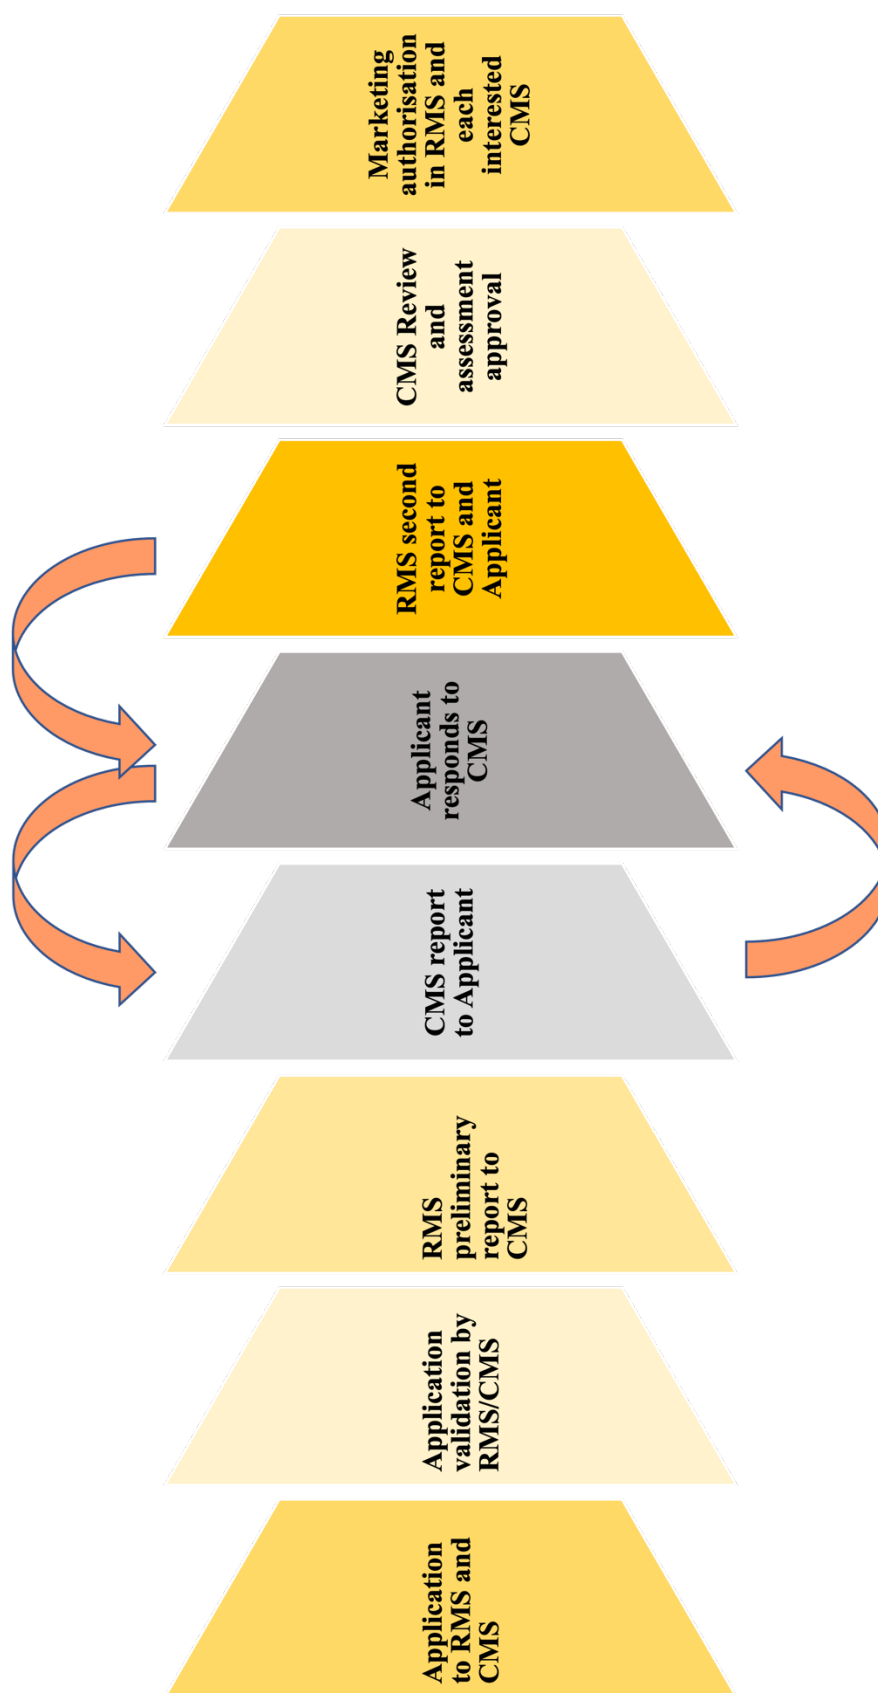 Application
to RMS and
CMS
Application
validation by
RMS/CMS
RMS
preliminary
report to
CMS
CMS report
to Applicant
Applicant
responds to
CMS
RMS second
report to
CMS and
Applicant
CMS Review
and
assessment
approval
Marketing
authorisation
in RMS and
each
interested
CMS